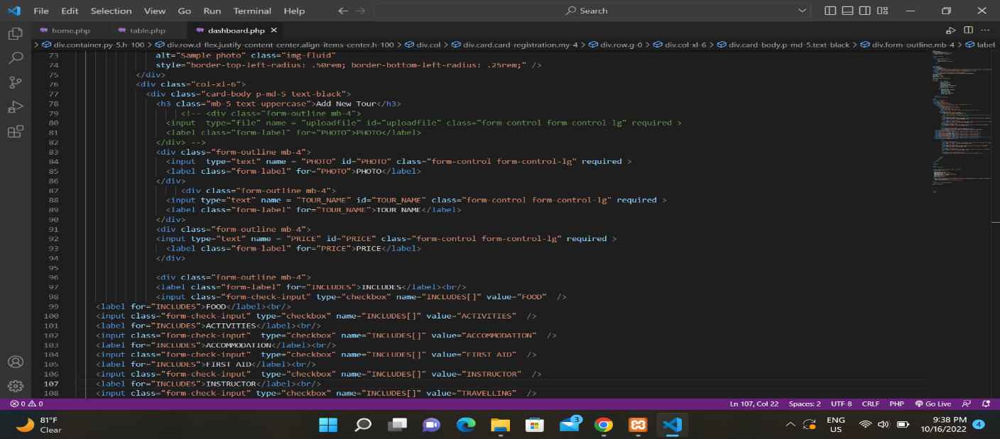 File Edit Selection View Go Run Terminal Help Search
home.php table.php dashboard.php
div.container.py-5.h-100 > div.row.d-flex.justify-content-center.align-items-center.h-100 > div.col > div.card.card-registration.my-4 > div.row.g-0 > div.col-xl-6 > div.card-body.p-md-5.text-black > div.form-outline.mb-4 > label
73 alt="Sample photo" class="img-fluid"
74 style="border-top-left-radius: .50rem; border-bottom-left-radius: .25rem;" />
75 </div>
76 <div class="col-xl-6">
77 <div class="card-body p-md-5 text-black">
78 <h3 class="mb-5 text-uppercase">Add New Tour</h3>
79 <!-- <div class="form-outline mb-4">
80 <input  type="file" name = "uploadfile" id="uploadfile" class="form-control form-control-lg" required >
81 <label class="form-label" for="PHOTO">PHOTO</label>
82 </div> -->
83 <div class="form-outline mb-4">
84 <input  type="text" name = "PHOTO" id="PHOTO" class="form-control form-control-lg" required >
85 <label class="form-label" for="PHOTO">PHOTO</label>
86 </div>
87 <div class="form-outline mb-4">
88 <input type="text" name = "TOUR_NAME" id="TOUR_NAME" class="form-control form-control-lg" required >
89 <label class="form-label" for="TOUR_NAME">TOUR NAME</label>
90 </div>
91 <div class="form-outline mb-4">
92 <input type="text" name = "PRICE" id="PRICE" class="form-control form-control-lg" required >
93 <label class="form-label" for="PRICE">PRICE</label>
94 </div>
95
96 <div class="form-outline mb-4">
97 <label class="form-label" for="INCLUDES">INCLUDES</label><br/>
98 <input class="form-check-input" type="checkbox" name="INCLUDES[]" value="FOOD"  />
99 <label for="INCLUDES">FOOD</label><br/>
100 <input class="form-check-input" type="checkbox" name="INCLUDES[]" value="ACTIVITIES"  />
101 <label for="INCLUDES">ACTIVITIES</label><br/>
102 <input class="form-check-input"  type="checkbox" name="INCLUDES[]" value="ACCOMMODATION"  />
103 <label for="INCLUDES">ACCOMMODATION</label><br/>
104 <input class="form-check-input"  type="checkbox" name="INCLUDES[]" value="FIRST AID"  />
105 <label for="INCLUDES">FIRST AID</label><br/>
106 <input class="form-check-input"  type="checkbox" name="INCLUDES[]" value="INSTRUCTOR"  />
107 <label for="INCLUDES">INSTRUCTOR</label><br/>
108 <input class="form-check-input" type="checkbox" name="INCLUDES[]" value="TRAVELLING"  />
0 0 Ln 107, Col 22 Spaces: 2 UTF-8 CRLF PHP Go Live
81°F
Clear
3
ENG
US
9:38 PM
10/16/2022
4